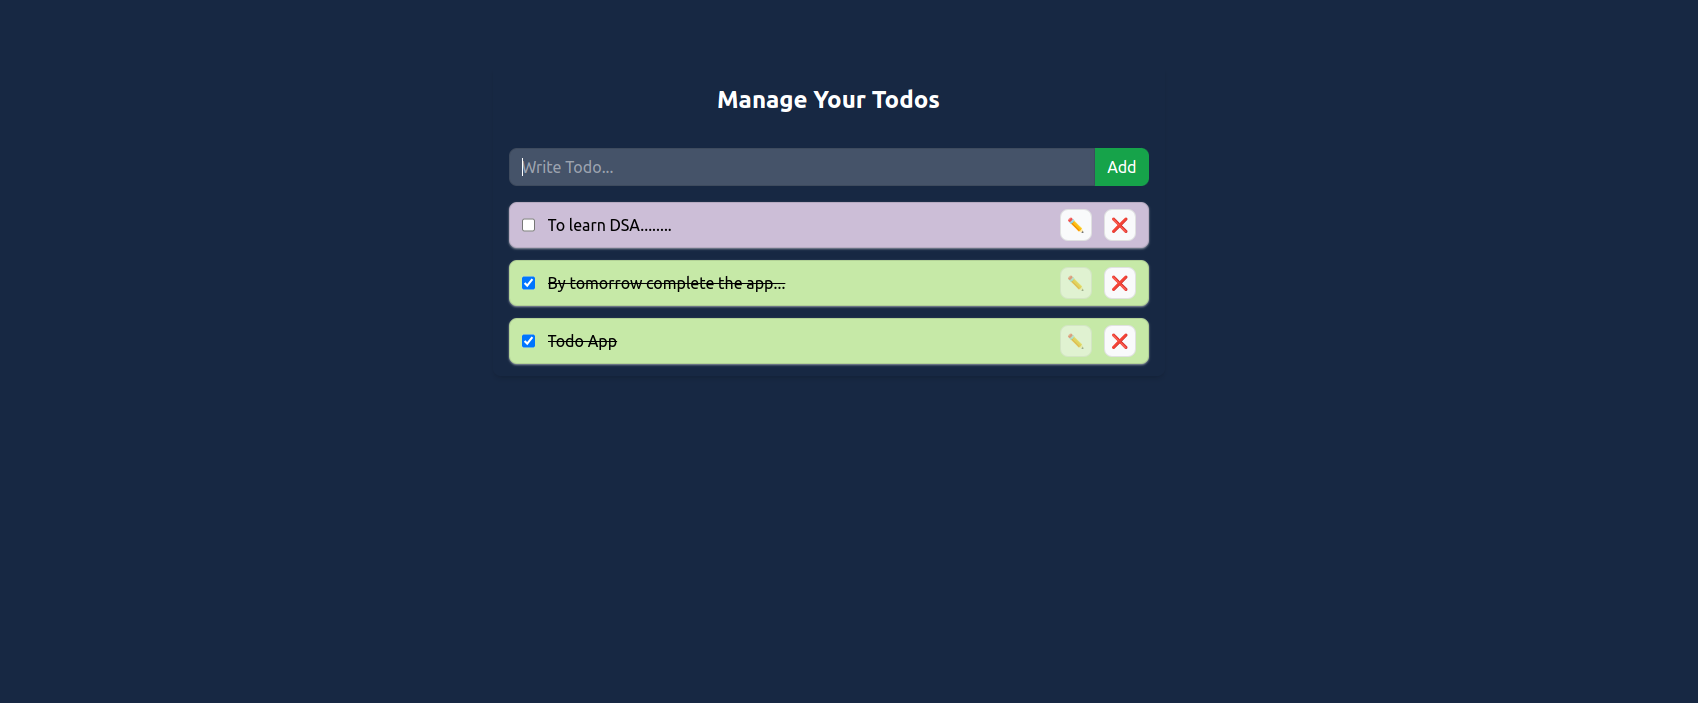 Manage Your Todos
Write Todo...
Add
To learn DSA........
By tomorrow complete the app...
Todo App